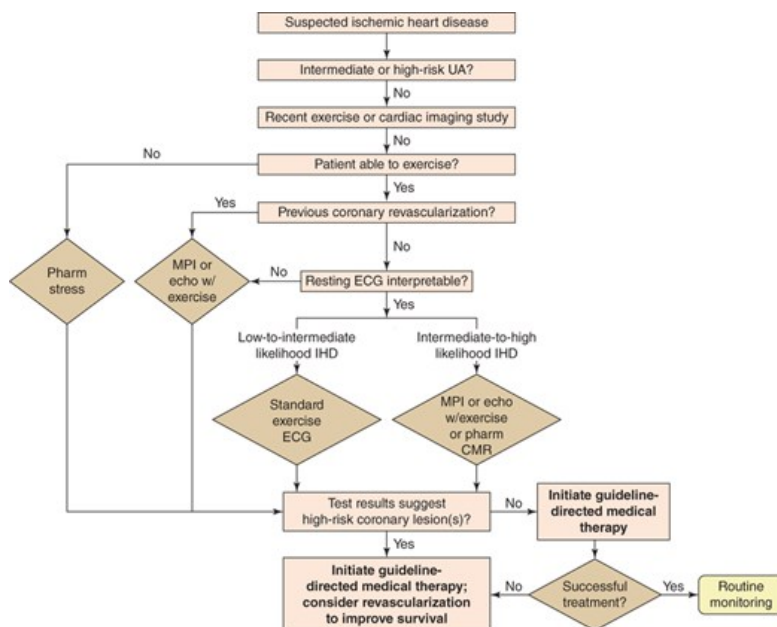 Suspected ischemic heart disease
Intermediate or high-risk UA?
No
Recent exercise or cardiac imaging study
No
No
Patient able to exercise?
Yes
Yes
Previous coronary revascularization?
No
Pharm
stress
MPI or
echo w/
exercise
No
Resting ECG interpretable?
Yes
Low-to-intermediate
likelihood IHD
Intermediate-to-high
likelihood IHD
Standard
exercise
ECG
MPI or echo
w/exercise
or pharm
CMR
Test results suggest
high-risk coronary lesion(s)?
No
Initiate guideline-
directed medical
therapy
Yes
Initiate guideline-
directed medical therapy;
consider revascularization
to improve survival
No
Successful
treatment?
Yes
Routine
monitoring